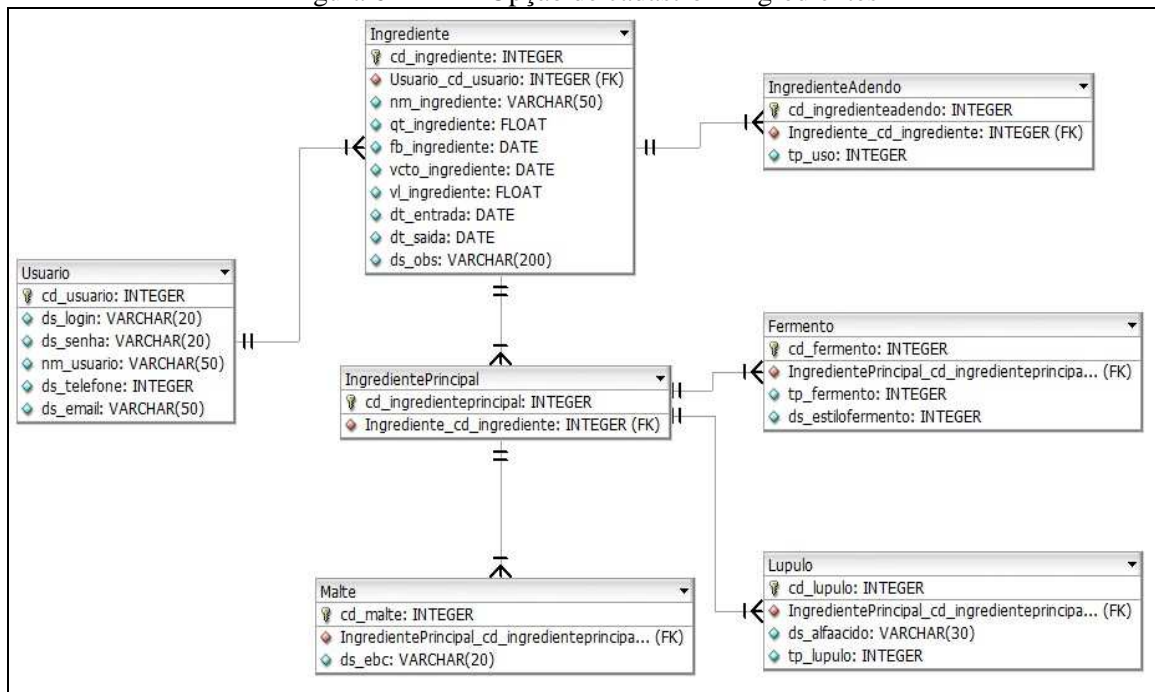 Ingrediente
cd_ingrediente: INTEGER
Usuario_cd_usuario: INTEGER (FK)
nm_ingrediente: VARCHAR(50)
qt_ingrediente: FLOAT
fb_ingrediente: DATE
vcto_ingrediente: DATE
vl_ingrediente: FLOAT
dt_entrada: DATE
dt_saida: DATE
ds_obs: VARCHAR(200)
IngredienteAdendo
cd_ingredienteadendo: INTEGER
Ingrediente_cd_ingrediente: INTEGER (FK)
tp_uso: INTEGER
Usuario
cd_usuario: INTEGER
ds_login: VARCHAR(20)
ds_senha: VARCHAR(20)
nm_usuario: VARCHAR(50)
ds_telefone: INTEGER
ds_email: VARCHAR(50)
IngredientePrincipal
cd_ingredienteprincipal: INTEGER
Ingrediente_cd_ingrediente: INTEGER (FK)
Fermento
cd_fermento: INTEGER
IngredientePrincipal_cd_ingredienteprincipa... (FK)
tp_fermento: INTEGER
ds_estilofermento: INTEGER
Malte
cd_malte: INTEGER
IngredientePrincipal_cd_ingredienteprincipa... (FK)
ds_ebc: VARCHAR(20)
Lupulo
cd_lupulo: INTEGER
IngredientePrincipal_cd_ingredienteprincipa... (FK)
ds_alfaacido: VARCHAR(30)
tp_lupulo: INTEGER